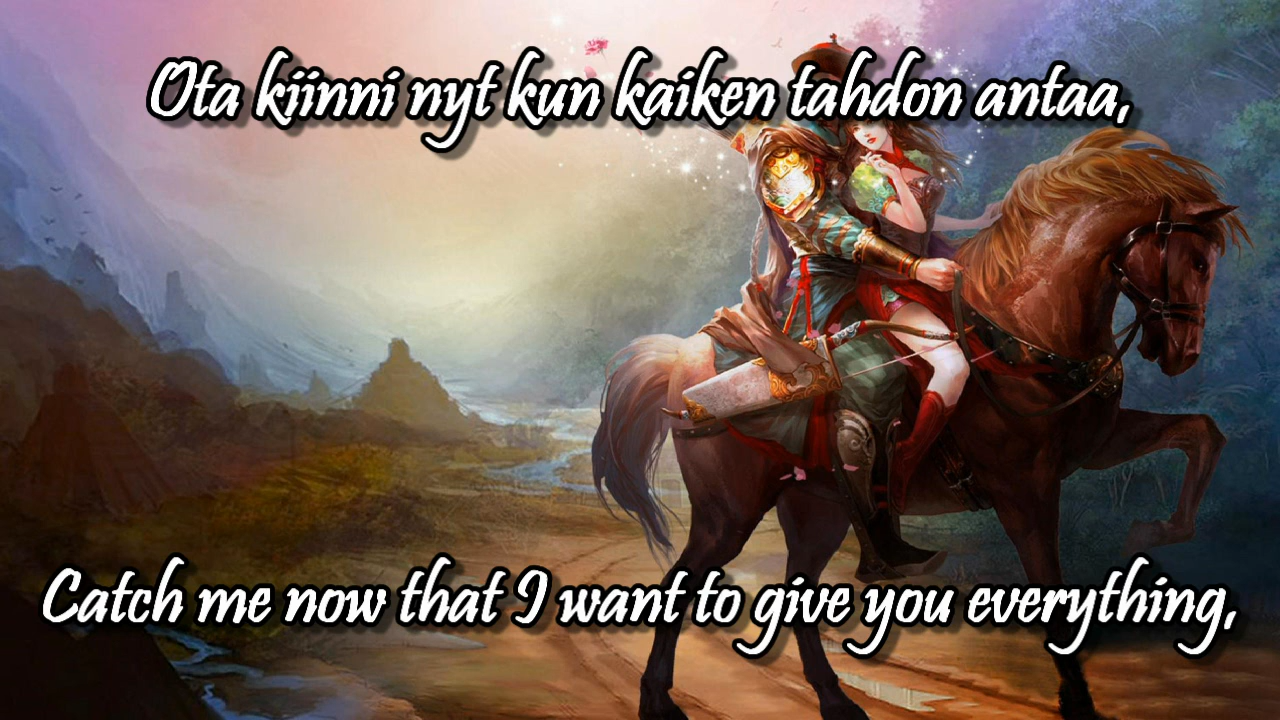 Ota kiinni nyt kun kaiken tahdon antaa,
Catch me now that I want to give you everything,